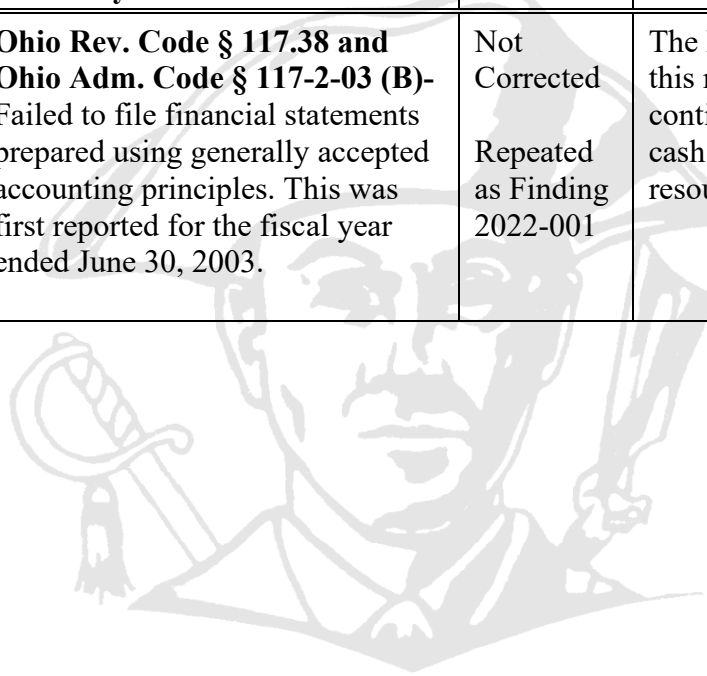 Ohio Rev. Code § 117.38 and
Ohio Adm. Code § 117-2-03 (B)-
Failed to file financial statements
prepared using generally accepted
accounting principles. This was
first reported for the fiscal year
ended June 30, 2003.
Not
Corrected
Repeated
as Finding
2022-001
The
this
cash